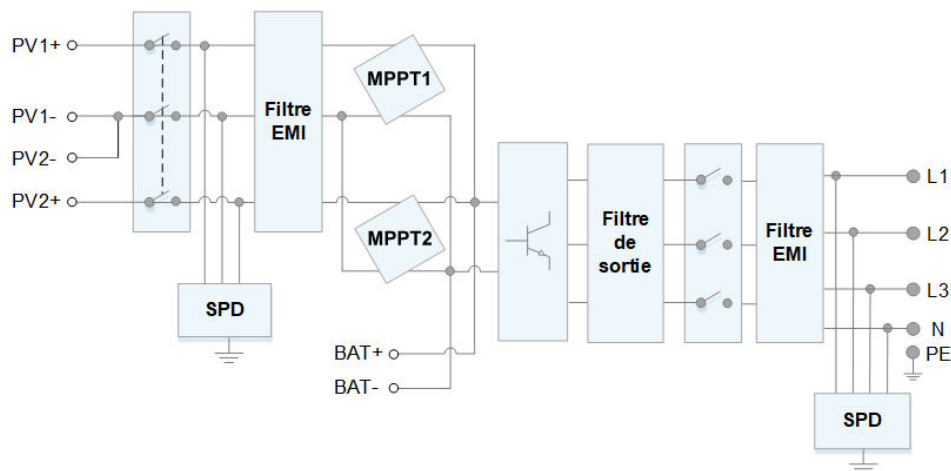 PV1+
PV1-
PV2-
PV2+
Filtre
EMI
SPD
MPPT1
MPPT2
BAT+
BAT-
Filtre
de
sortie
Filtre
EMI
L1
L2
L3
N
PE
SPD